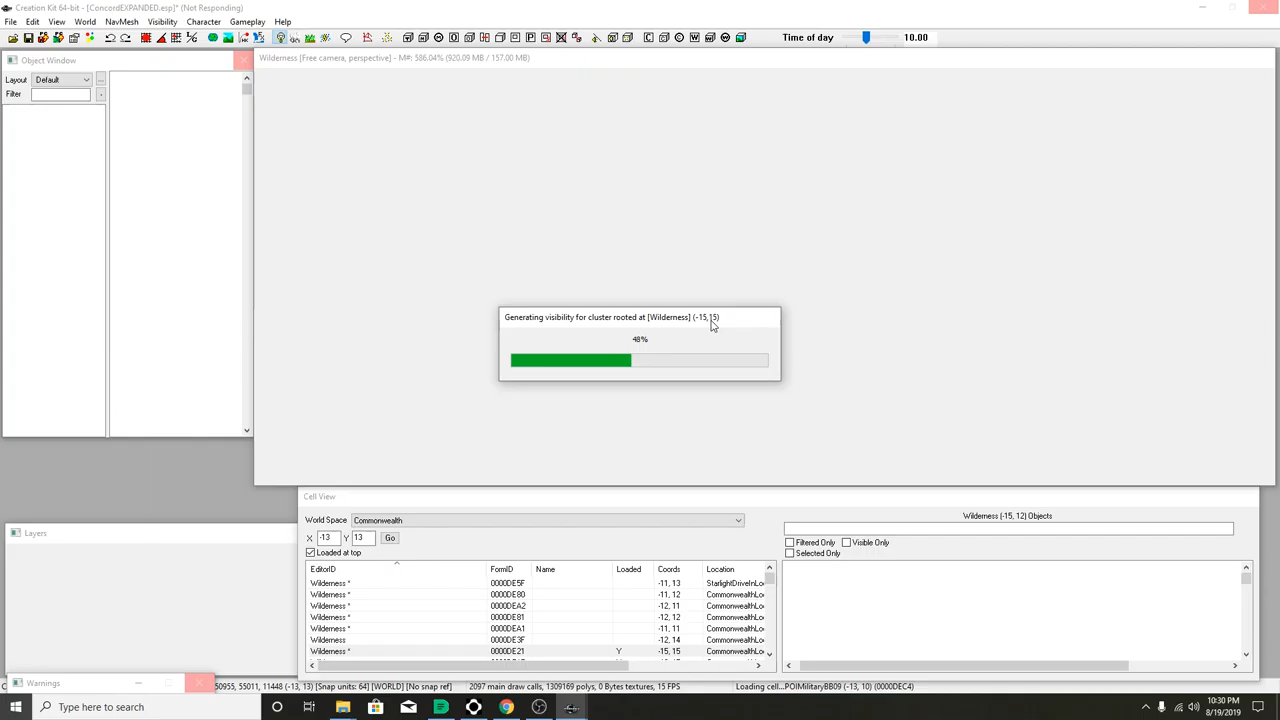 Creation Kit 64-bit - [ConcordEXPANDED.esp]* (Not Responding)
File Edit View World NavMesh Visibility Character Gameplay Help
Time of day 10.00
Object Window
Layout Default
Filter
Wilderness [Free camera, perspective] - M#: 586.04% (920.09 MB / 157.00 MB)
Generating visibility for cluster rooted at [Wilderness] (-15,15)
48%
Cell View
World Space Commonwealth
X -13 Y 13 Go
Loaded at top
EditorID FormID Name Loaded Coords Location
Wilderness * 0000DE5F -11, 13 StarlightDriveInLo
Wilderness * 0000DE80 -11, 12 CommonwealthLo
Wilderness * 0000DEA2 -12, 11 CommonwealthLo
Wilderness * 0000DE81 -12, 12 CommonwealthLo
Wilderness * 0000DEA1 -11, 11 CommonwealthLo
Wilderness 0000DE3F -12, 14 CommonwealthLo
Wilderness * 0000DE21 Y -15, 15 CommonwealthLo
Wilderness (-15, 12) Objects
Filtered Only Visible Only
Selected Only
Layers
Warnings
50955, 55011, 11448 (-13, 13) [Snap units: 64] [WORLD] [No snap ref] 2097 main draw calls, 1309169 polys, 0 Bytes textures, 15 FPS Loading cell...POIMilitaryBB09 (-13, 10) (0000DEC4)
Type here to search
10:30 PM
8/19/2019